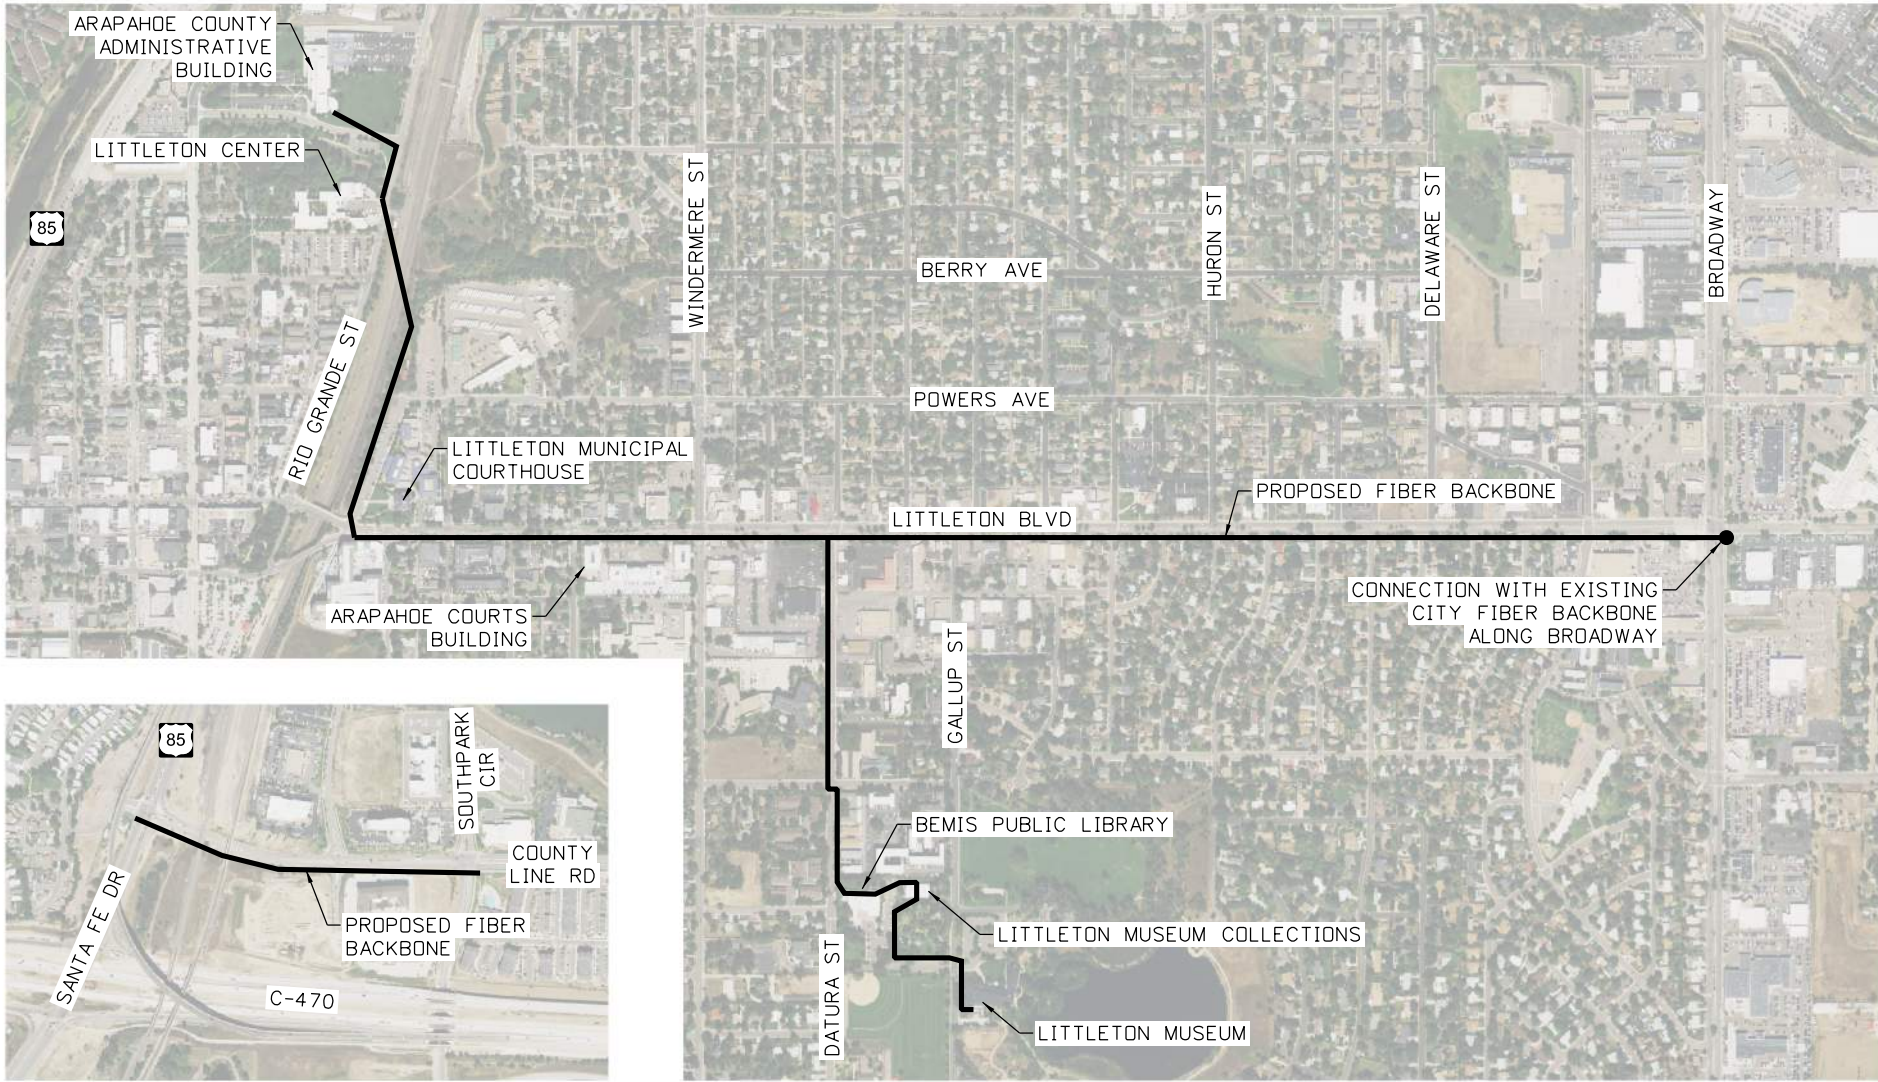 ARAPAHOE COUNTY
ADMINISTRATIVE
BUILDING
LITTLETON CENTER
85
WINDERMERE ST
HURON ST
DELAWARE ST
BROADWAY
BERRY AVE
RIO GRANDE ST
POWERS AVE
LITTLETON MUNICIPAL
COURTHOUSE
PROPOSED FIBER BACKBONE
LITTLETON BLVD
CONNECTION WITH EXISTING
CITY FIBER BACKBONE
ALONG BROADWAY
ARAPAHOE COURTS
BUILDING
GALLUP ST
BEMIS PUBLIC LIBRARY
LITTLETON MUSEUM COLLECTIONS
DATURA ST
LITTLETON MUSEUM
85
SOUTHPARK
CIR
COUNTY
LINE RD
SANTA FE DR
PROPOSED FIBER
BACKBONE
C-470